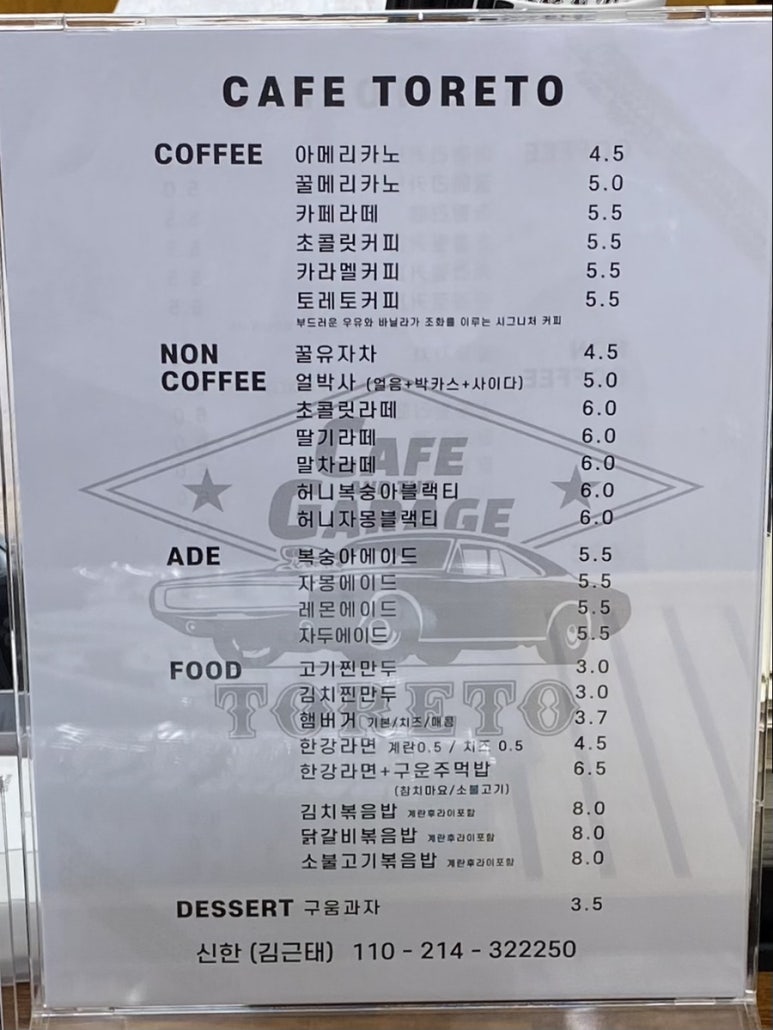 CAFE TORETO
COFFEE 아메리카노 4.5
꿀메리카노 5.0
카페라떼 5.5
초콜릿커피 5.5
카라멜커피 5.5
토레토커피 5.5
부드러운 우유와 바닐라가 조화를 이루는 시그니처 커피
NON COFFEE 꿀유자차 4.5
얼박사 (얼음+박카스+사이다) 5.0
초콜릿라떼 6.0
딸기라떼 6.0
말차라떼 6.0
허니복숭아블랙티 6.0
허니자몽블랙티 6.0
ADE 복숭아에이드 5.5
자몽에이드 5.5
레몬에이드 5.5
자두에이드 5.5
FOOD 고기찐만두 3.0
김치찐만두 3.0
햄버거 기본/치즈/매콤 3.7
한강라면 계란0.5 / 치즈 0.5 4.5
한강라면+구운주먹밥 6.5
(참치마요/소불고기)
김치볶음밥 계란후라이포함 8.0
닭갈비볶음밥 계란후라이포함 8.0
소불고기볶음밥 계란후라이포함 8.0
DESSERT 구움과자 3.5
신한 (김근태) 110 - 214 - 322250
CAFE
GARAGE
TORETO